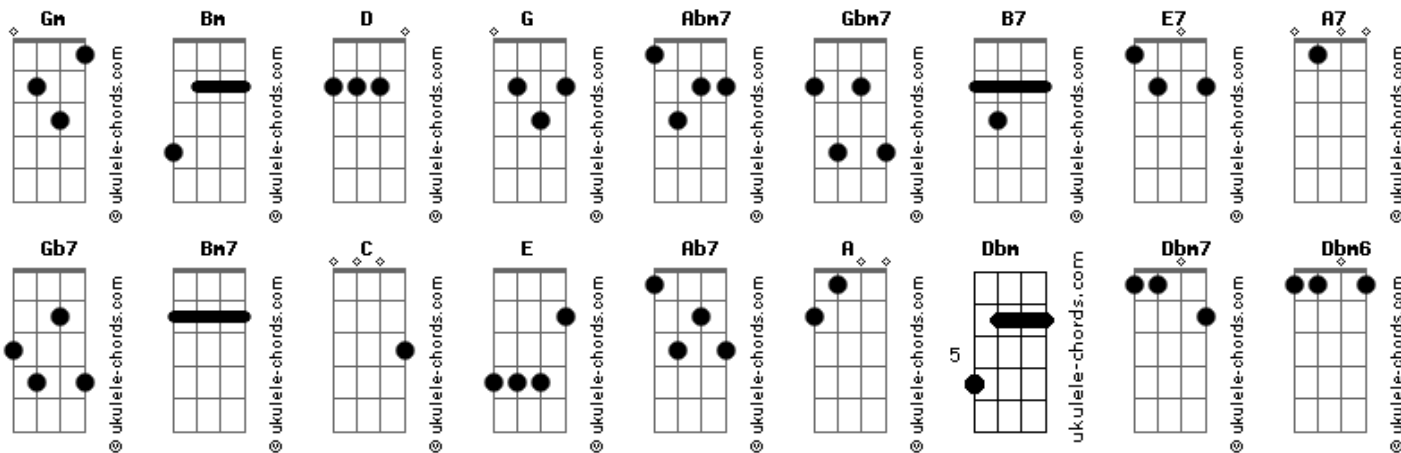 Gm Bm D G Abm7 Gbm7 B7 E7 A7
© ukulele-chords.com © ukulele-chords.com © ukulele-chords.com © ukulele-chords.com © ukulele-chords.com © ukulele-chords.com © ukulele-chords.com © ukulele-chords.com © ukulele-chords.com
Gb7 Bm7 C E Ab7 A Dbm Dbm7 Dbm6
5
© ukulele-chords.com © ukulele-chords.com © ukulele-chords.com © ukulele-chords.com © ukulele-chords.com © ukulele-chords.com ukulele-chords.com © ukulele-chords.com © ukulele-chords.com